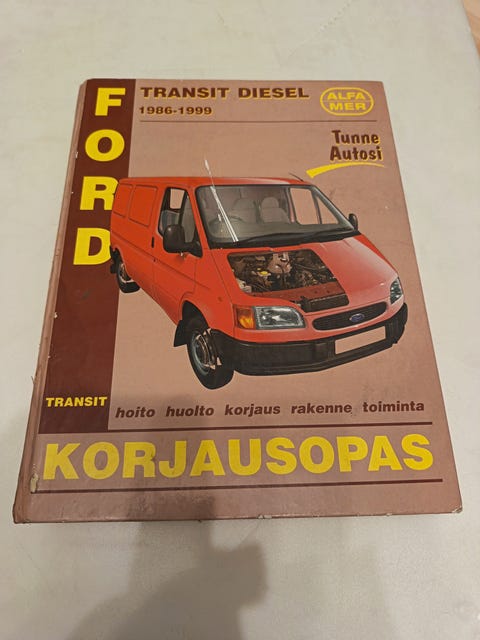 FORD
TRANSIT DIESEL
1986-1999
ALFA
MER
Tunne
Autosi
TRANSIT
hoito huolto korjaus rakenne toiminta
KORJAUSOPAS